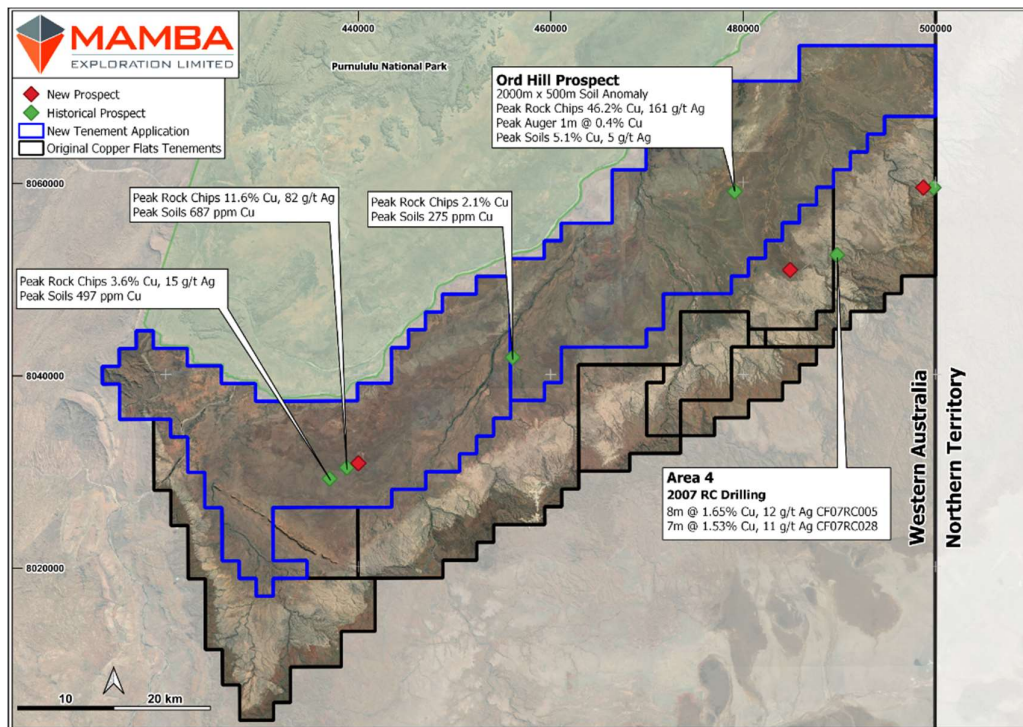 MAMBA
EXPLORATION LIMITED
New Prospect
Historical Prospect
New Tenement Application
Original Copper Flats Tenements
440000
460000
480000
500000
Purnululu National Park
Ord Hill Prospect
2000m x 500m Soil Anomaly
Peak Rock Chips 46.2% Cu, 161 g/t Ag
Peak Auger 1m @ 0.4% Cu
Peak Soils 5.1% Cu, 5 g/t Ag
8060000
Peak Rock Chips 11.6% Cu, 82 g/t Ag
Peak Soils 687 ppm Cu
Peak Rock Chips 2.1% Cu
Peak Soils 275 ppm Cu
Peak Rock Chips 3.6% Cu, 15 g/t Ag
Peak Soils 497 ppm Cu
8040000
Western Australia
Northern Territory
Area 4
2007 RC Drilling
8m @ 1.65% Cu, 12 g/t Ag CF07RC005
7m @ 1.53% Cu, 11 g/t Ag CF07RC028
8020000
10
20 km